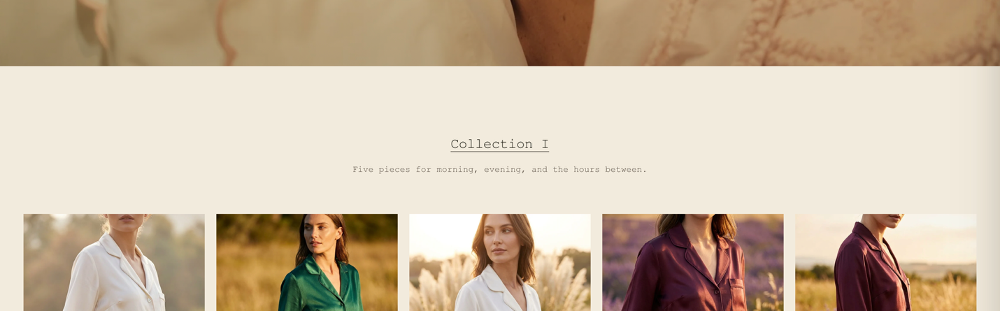 Collection I
Five pieces for morning, evening, and the hours between.